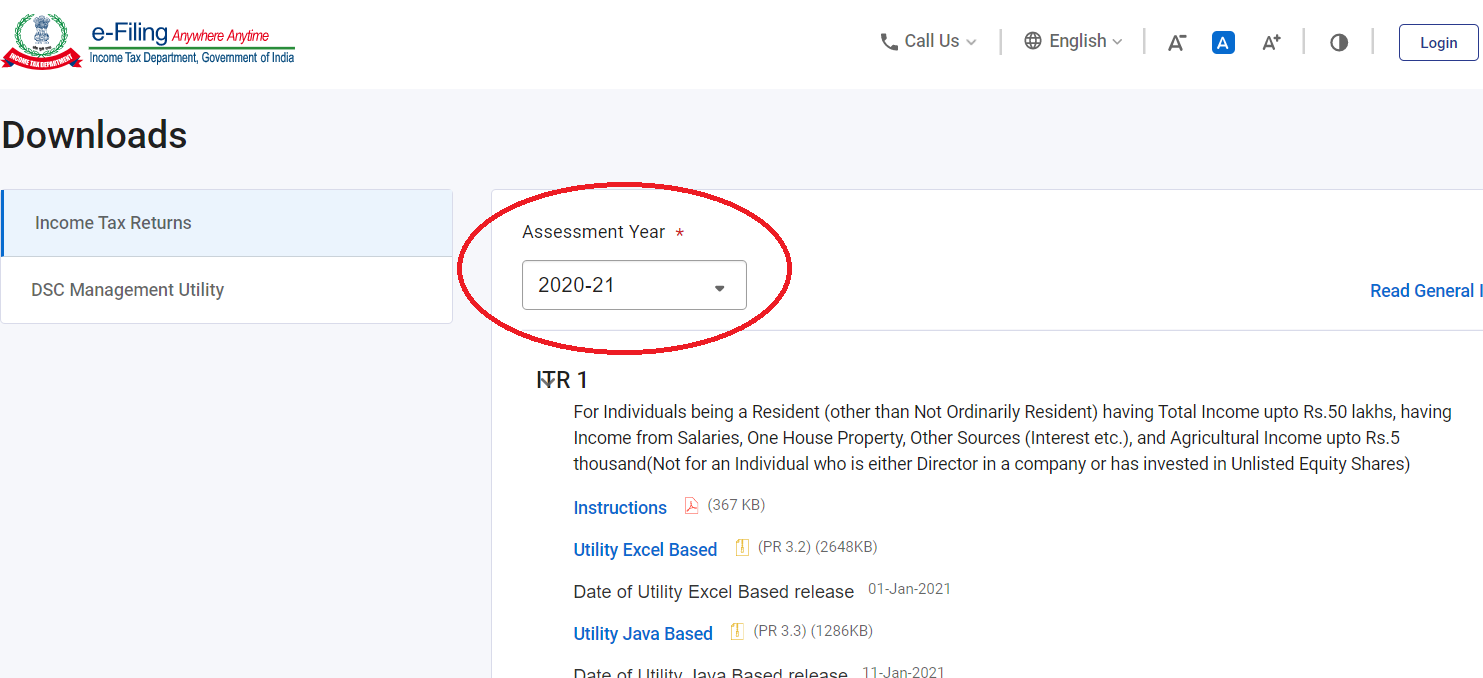 e-Filing Anywhere Anytime
Income Tax Department, Government of India
INCOME TAX DEPARTMENT
Call Us
English
A-
A
A+
Login
Downloads
Income Tax Returns
DSC Management Utility
Assessment Year *
2020-21
Read General I
ITR 1
For Individuals being a Resident (other than Not Ordinarily Resident) having Total Income upto Rs.50 lakhs, having
Income from Salaries, One House Property, Other Sources (Interest etc.), and Agricultural Income upto Rs.5
thousand(Not for an Individual who is either Director in a company or has invested in Unlisted Equity Shares)
Instructions (367 KB)
Utility Excel Based (PR 3.2) (2648KB)
Date of Utility Excel Based release 01-Jan-2021
Utility Java Based (PR 3.3) (1286KB)
Date of Utility Java Based release 11-Jan-2021